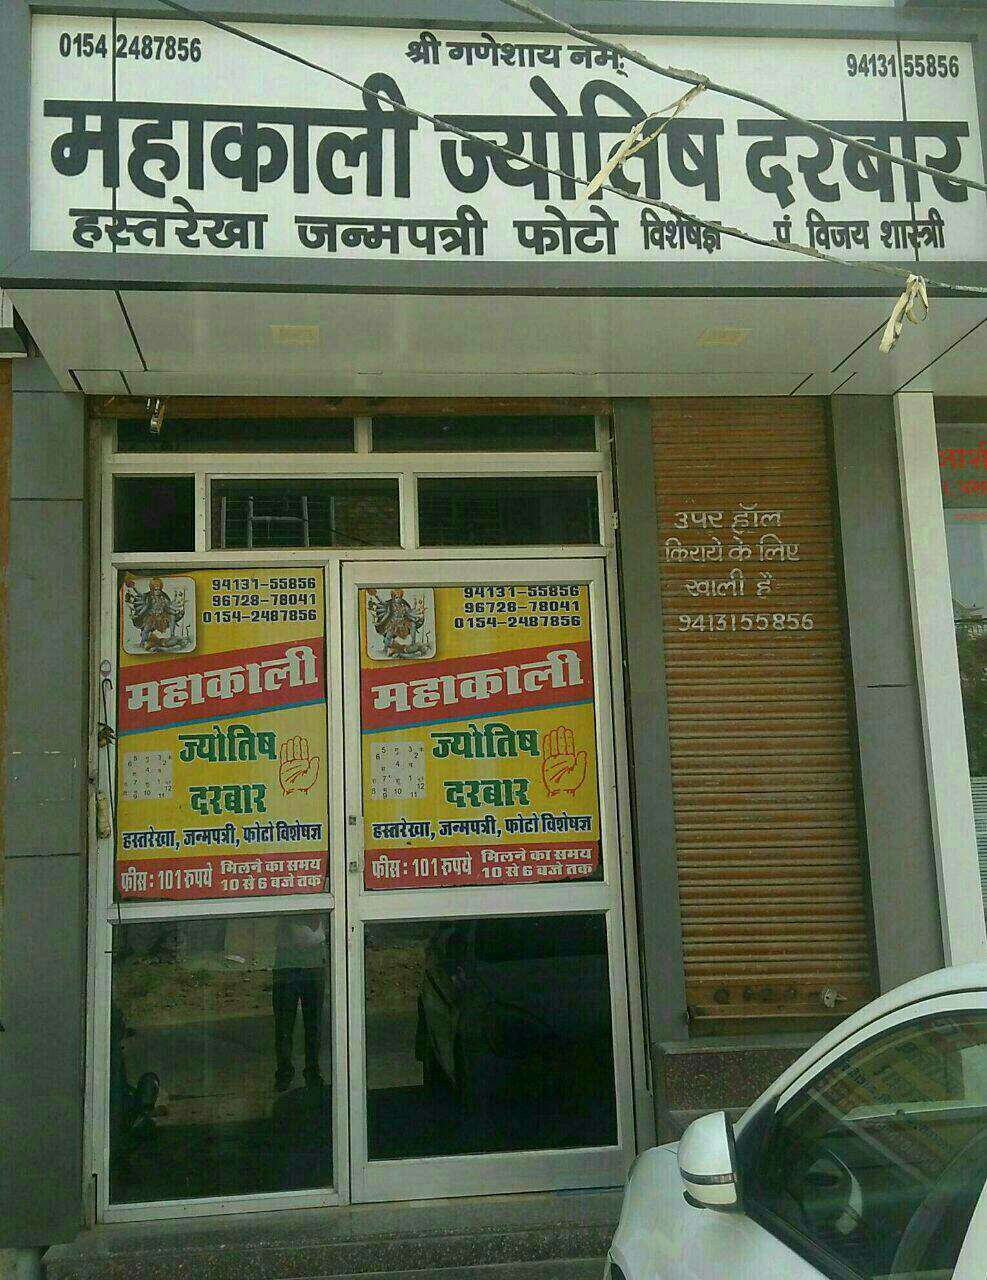 0154 2487856
श्री गणेशाय नम:
94131 55856
महाकाली ज्योतिष दरबार
हस्तरेखा जन्मपत्री फोटो विशेषज्ञ पं विजय शास्त्री
94131-55856
96728-78041
0154-2487856
महाकाली
ज्योतिष
दरबार
हस्तरेखा, जन्मपत्री, फोटो विशेषज्ञ
फीस : 101 रुपये
मिलने का समय
10 से 6 बजे तक
94131-55856
96728-78041
0154-2487856
महाकाली
ज्योतिष
दरबार
हस्तरेखा, जन्मपत्री, फोटो विशेषज्ञ
फीस : 101 रुपये
मिलने का समय
10 से 6 बजे तक
उपर हॉल
किराये के लिए
खाली है
9413155856